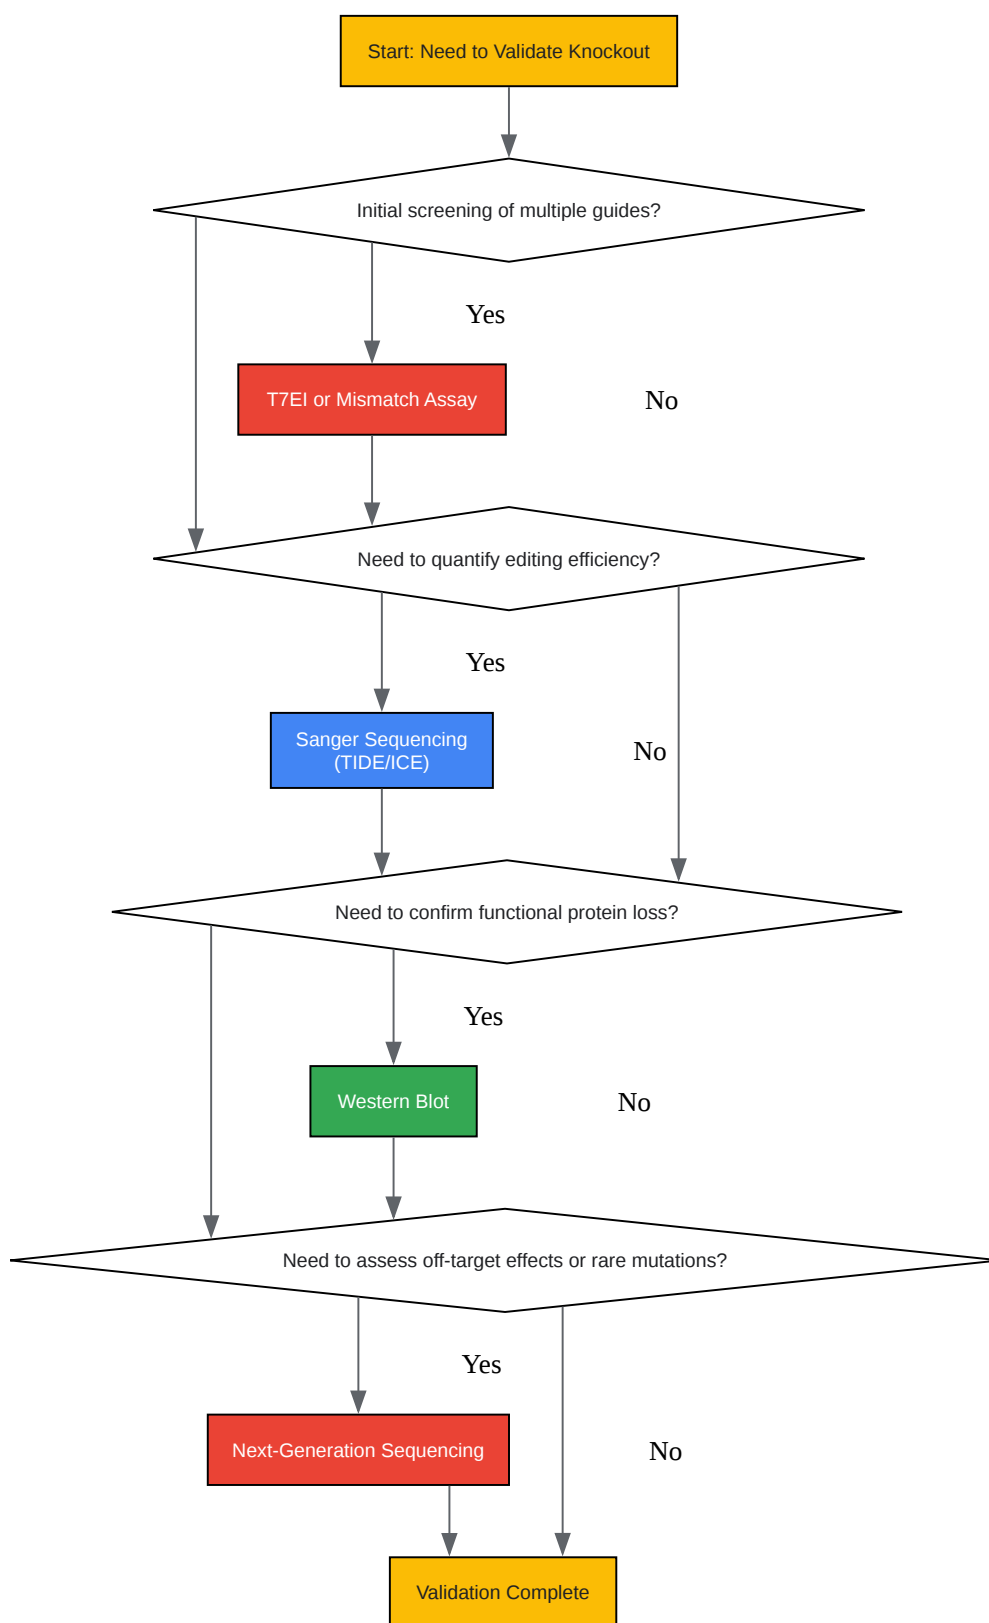 Start: Need to Validate Knockout
Initial screening of multiple guides?
Yes
T7EI or Mismatch Assay
No
Need to quantify editing efficiency?
Yes
Sanger Sequencing
(TIDE/ICE)
No
Need to confirm functional protein loss?
Yes
Western Blot
No
Need to assess off-target effects or rare mutations?
Yes
Next-Generation Sequencing
No
Validation Complete